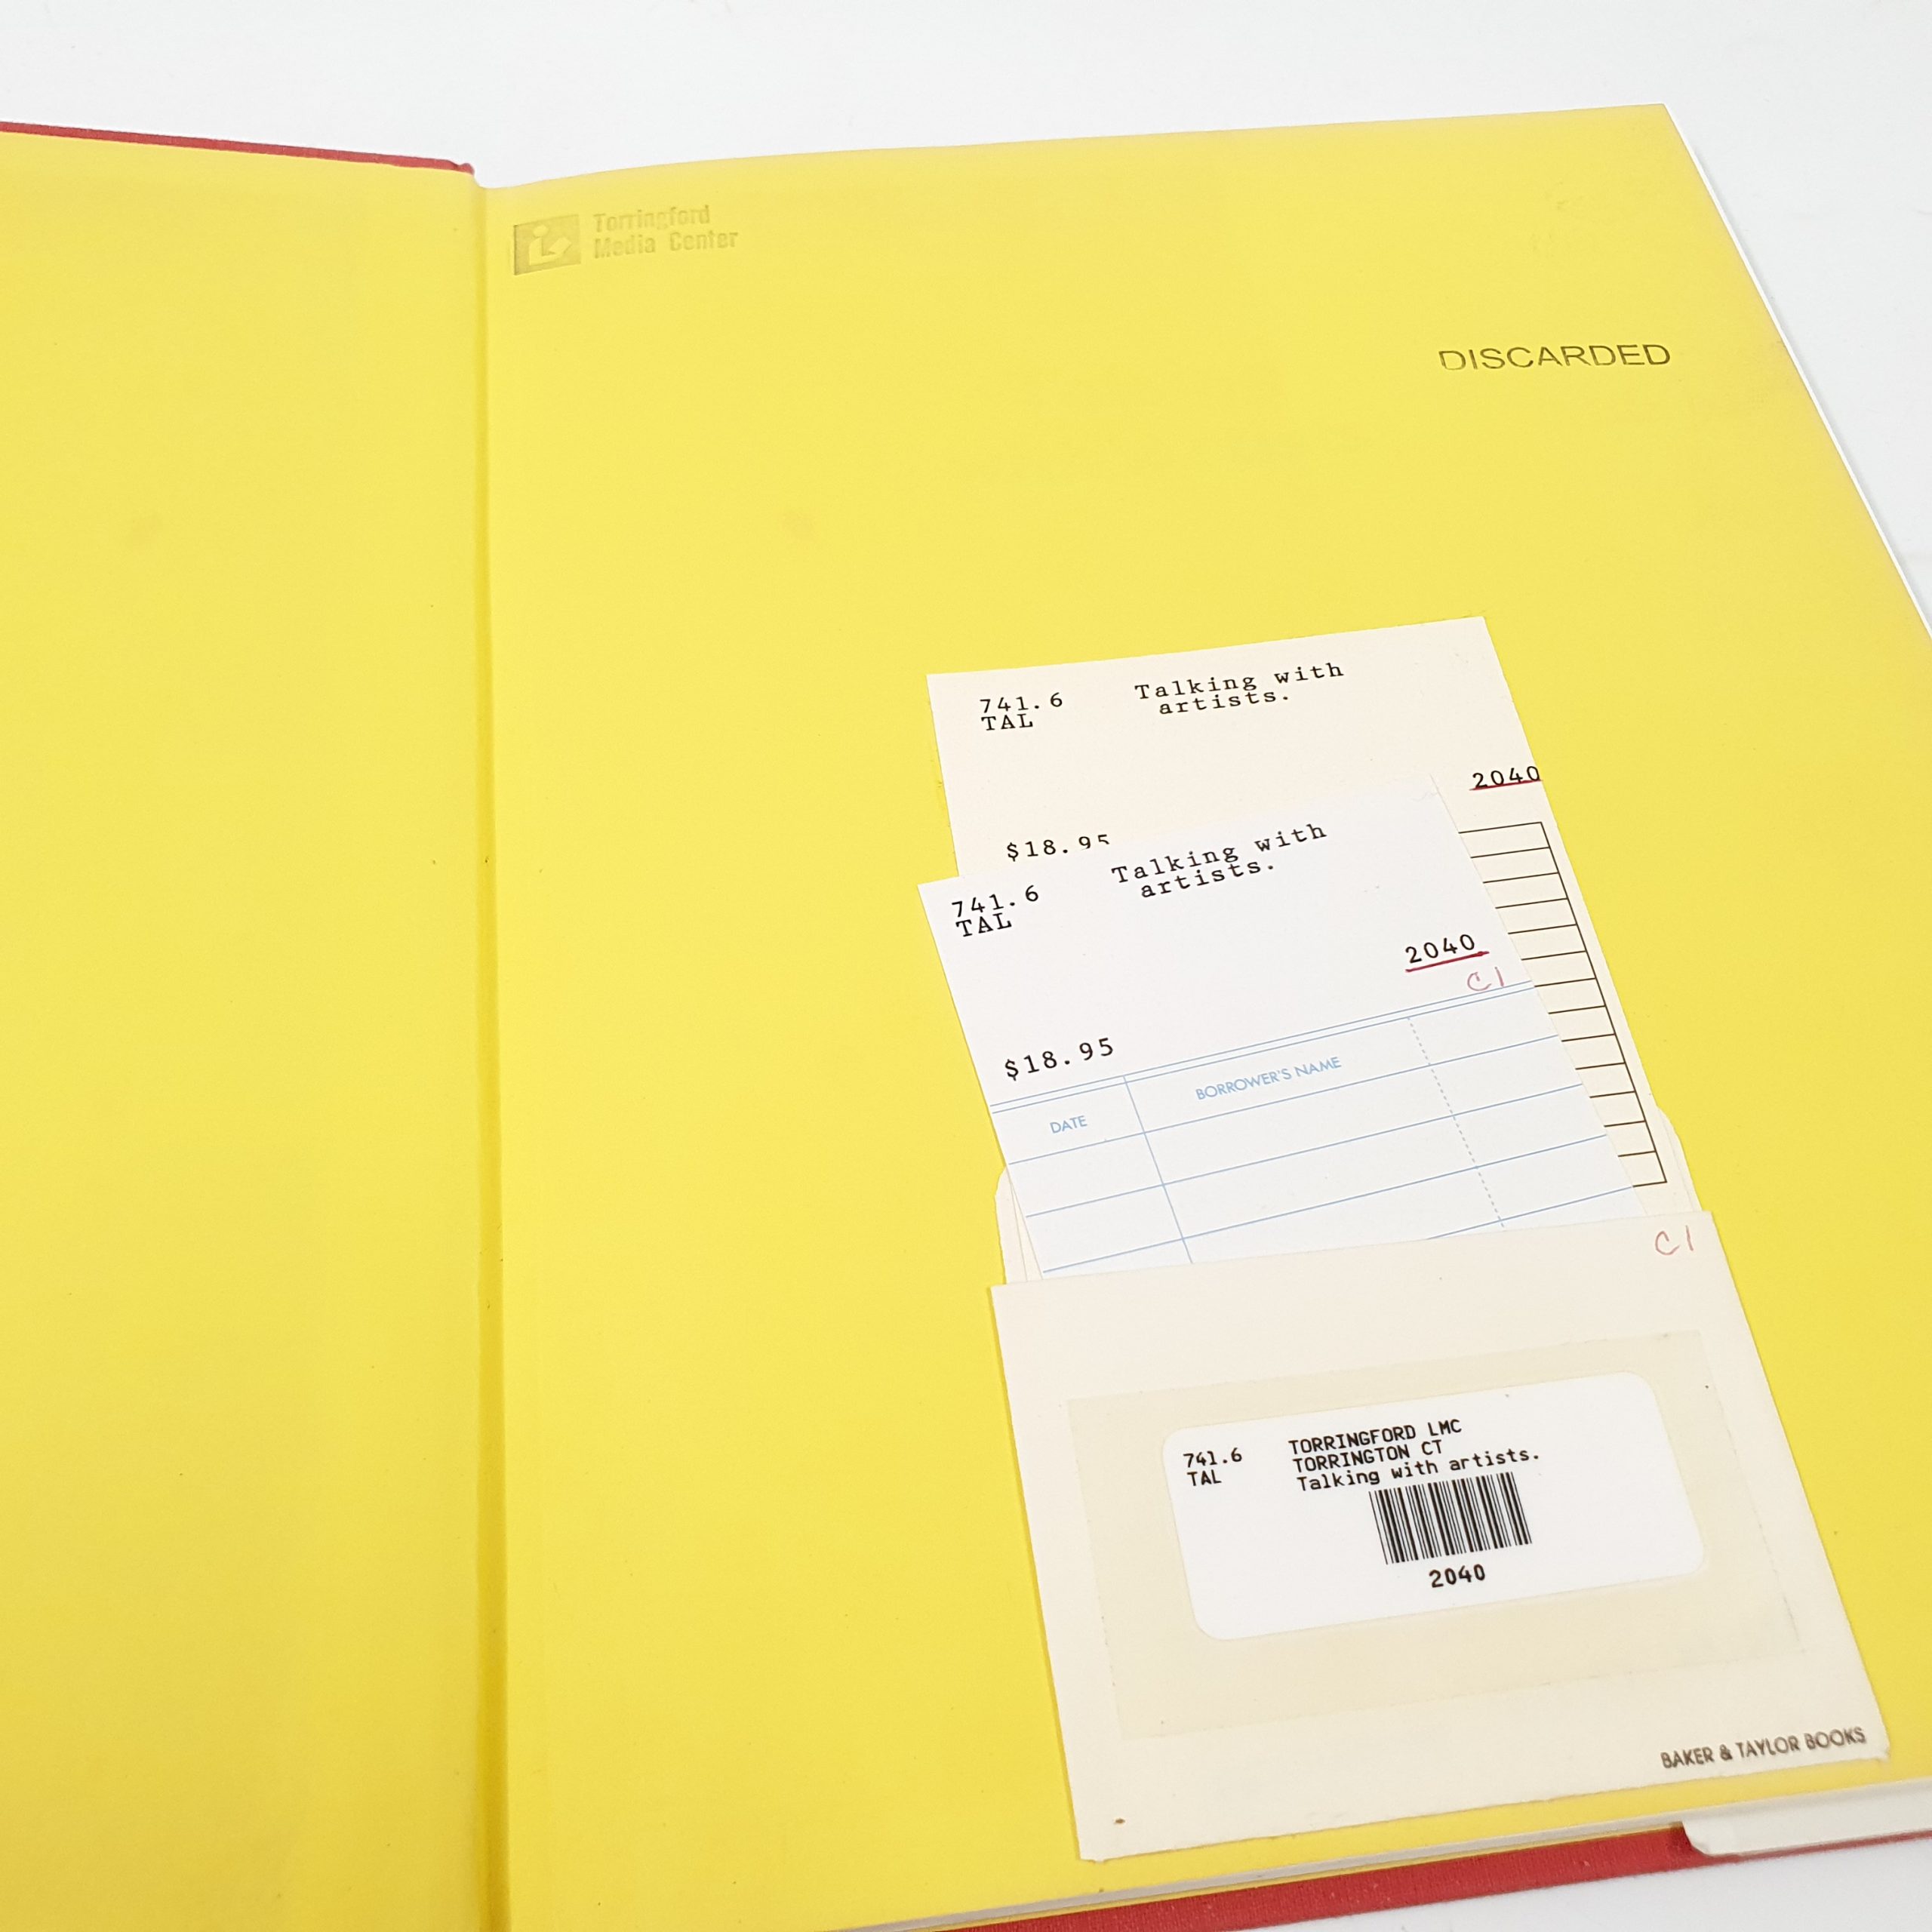 Torringford
Media Center
DISCARDED
741.6
TAL
Talking with
artists.
2040
$18.95
741.6
TAL
Talking with
artists.
2040
C1
$18.95
DATE
BORROWER'S NAME
C1
741.6
TAL
TORRINGFORD LMC
TORRINGTON CT
Talking with artists.
2040
BAKER & TAYLOR BOOKS